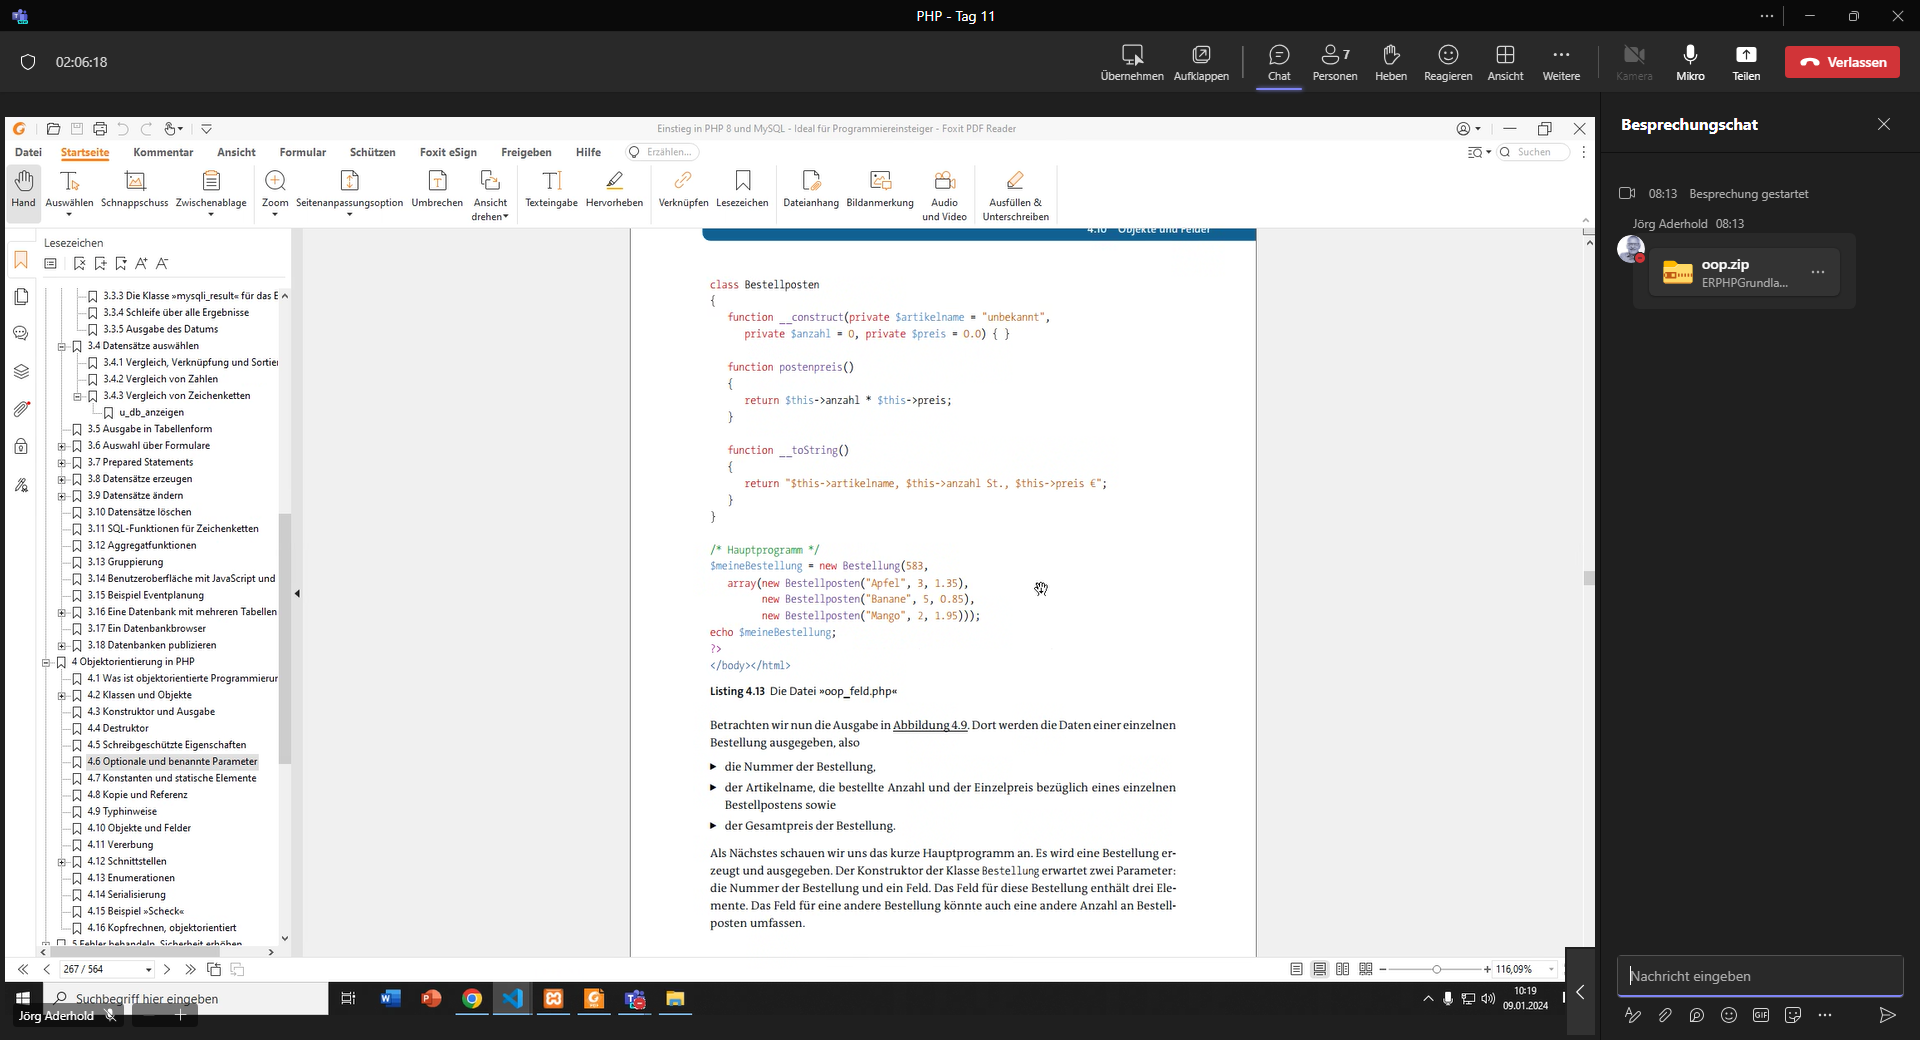 PHP - Tag 11
02:06:18
Übernehmen
Aufklappen
Chat
7
Personen
Heben
Reagieren
Ansicht
Weitere
Kamera
Mikro
Teilen
Verlassen
Einstieg in PHP 8 und MySQL - Ideal für Programmiereinsteiger - Foxit PDF Reader
Datei
Startseite
Kommentar
Ansicht
Formular
Schützen
Foxit eSign
Freigeben
Hilfe
Erzählen...
Suchen
Hand
Auswählen
Schnappschuss
Zwischenablage
Zoom
Seitenanpassungsoption
Umbrechen
Ansicht
drehen
Texteingabe
Hervorheben
Verknüpfen
Lesezeichen
Dateianhang
Bildanmerkung
Audio
und Video
Ausfüllen &
Unterschreiben
Lesezeichen
3.3.3 Die Klasse »mysqli_result« für das E
3.3.4 Schleife über alle Ergebnisse
3.3.5 Ausgabe des Datums
3.4 Datensätze auswählen
3.4.1 Vergleich, Verknüpfung und Sortier
3.4.2 Vergleich von Zahlen
3.4.3 Vergleich von Zeichenketten
u_db_anzeigen
3.5 Ausgabe in Tabellenform
3.6 Auswahl über Formulare
3.7 Prepared Statements
3.8 Datensätze erzeugen
3.9 Datensätze ändern
3.10 Datensätze löschen
3.11 SQL-Funktionen für Zeichenketten
3.12 Aggregatfunktionen
3.13 Gruppierung
3.14 Benutzeroberfläche mit JavaScript und
3.15 Beispiel Eventplanung
3.16 Eine Datenbank mit mehreren Tabellen
3.17 Ein Datenbankbrowser
3.18 Datenbanken publizieren
4 Objektorientierung in PHP
4.1 Was ist objektorientierte Programmierun
4.2 Klassen und Objekte
4.3 Konstruktor und Ausgabe
4.4 Destruktor
4.5 Schreibgeschützte Eigenschaften
4.6 Optionale und benannte Parameter
4.7 Konstanten und statische Elemente
4.8 Kopie und Referenz
4.9 Typhinweise
4.10 Objekte und Felder
4.11 Vererbung
4.12 Schnittstellen
4.13 Enumerationen
4.14 Serialisierung
4.15 Beispiel »Scheck«
4.16 Kopfrechnen, objektorientiert
5 Fehler behandeln, Sicherheit erhöhen
4.10 Objekte und Felder
class Bestellposten
{
function __construct(private $artikelname = "unbekannt",
private $anzahl = 0, private $preis = 0.0) { }
function postenpreis()
{
return $this->anzahl * $this->preis;
}
function __toString()
{
return "$this->artikelname, $this->anzahl St., $this->preis €";
}
}
/* Hauptprogramm */
$meineBestellung = new Bestellung(583,
array(new Bestellposten("Apfel", 3, 1.35),
new Bestellposten("Banane", 5, 0.85),
new Bestellposten("Mango", 2, 1.95)));
echo $meineBestellung;
?>
</body></html>
Listing 4.13 Die Datei »oop_feld.php«
Betrachten wir nun die Ausgabe in Abbildung 4.9. Dort werden die Daten einer einzelnen
Bestellung ausgegeben, also
▶ die Nummer der Bestellung,
▶ der Artikelname, die bestellte Anzahl und der Einzelpreis bezüglich eines einzelnen
Bestellpostens sowie
▶ der Gesamtpreis der Bestellung.
Als Nächstes schauen wir uns das kurze Hauptprogramm an. Es wird eine Bestellung er-
zeugt und ausgegeben. Der Konstruktor der Klasse Bestellung erwartet zwei Parameter:
die Nummer der Bestellung und ein Feld. Das Feld für diese Bestellung enthält drei Ele-
mente. Das Feld für eine andere Bestellung könnte auch eine andere Anzahl an Bestell-
posten umfassen.
267 / 564
116,09%
Suchbegriff hier eingeben
10:19
09.01.2024
Jörg Aderhold
Besprechungschat
08:13 Besprechung gestartet
Jörg Aderhold 08:13
oop.zip
ERPHPGrundla...
Nachricht eingeben
GIF